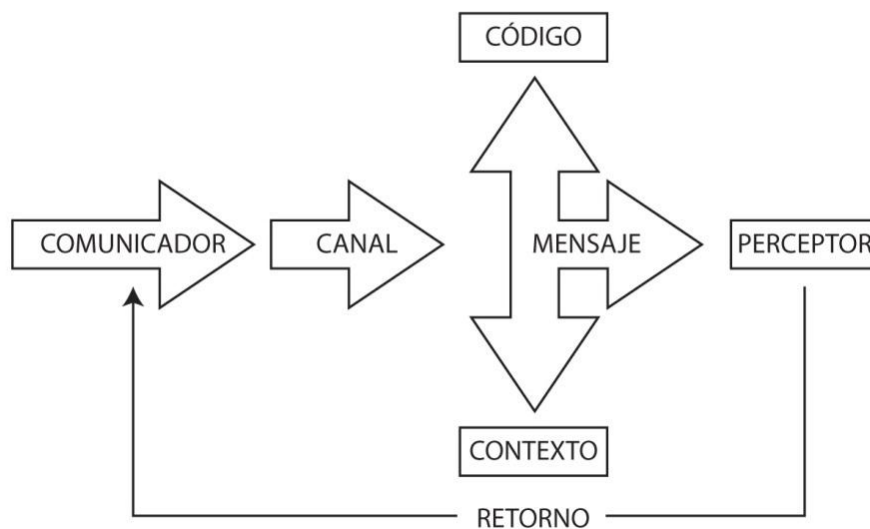 CÓDIGO
COMUNICADOR
CANAL
MENSAJE
PERCEPTOR
CONTEXTO
RETORNO